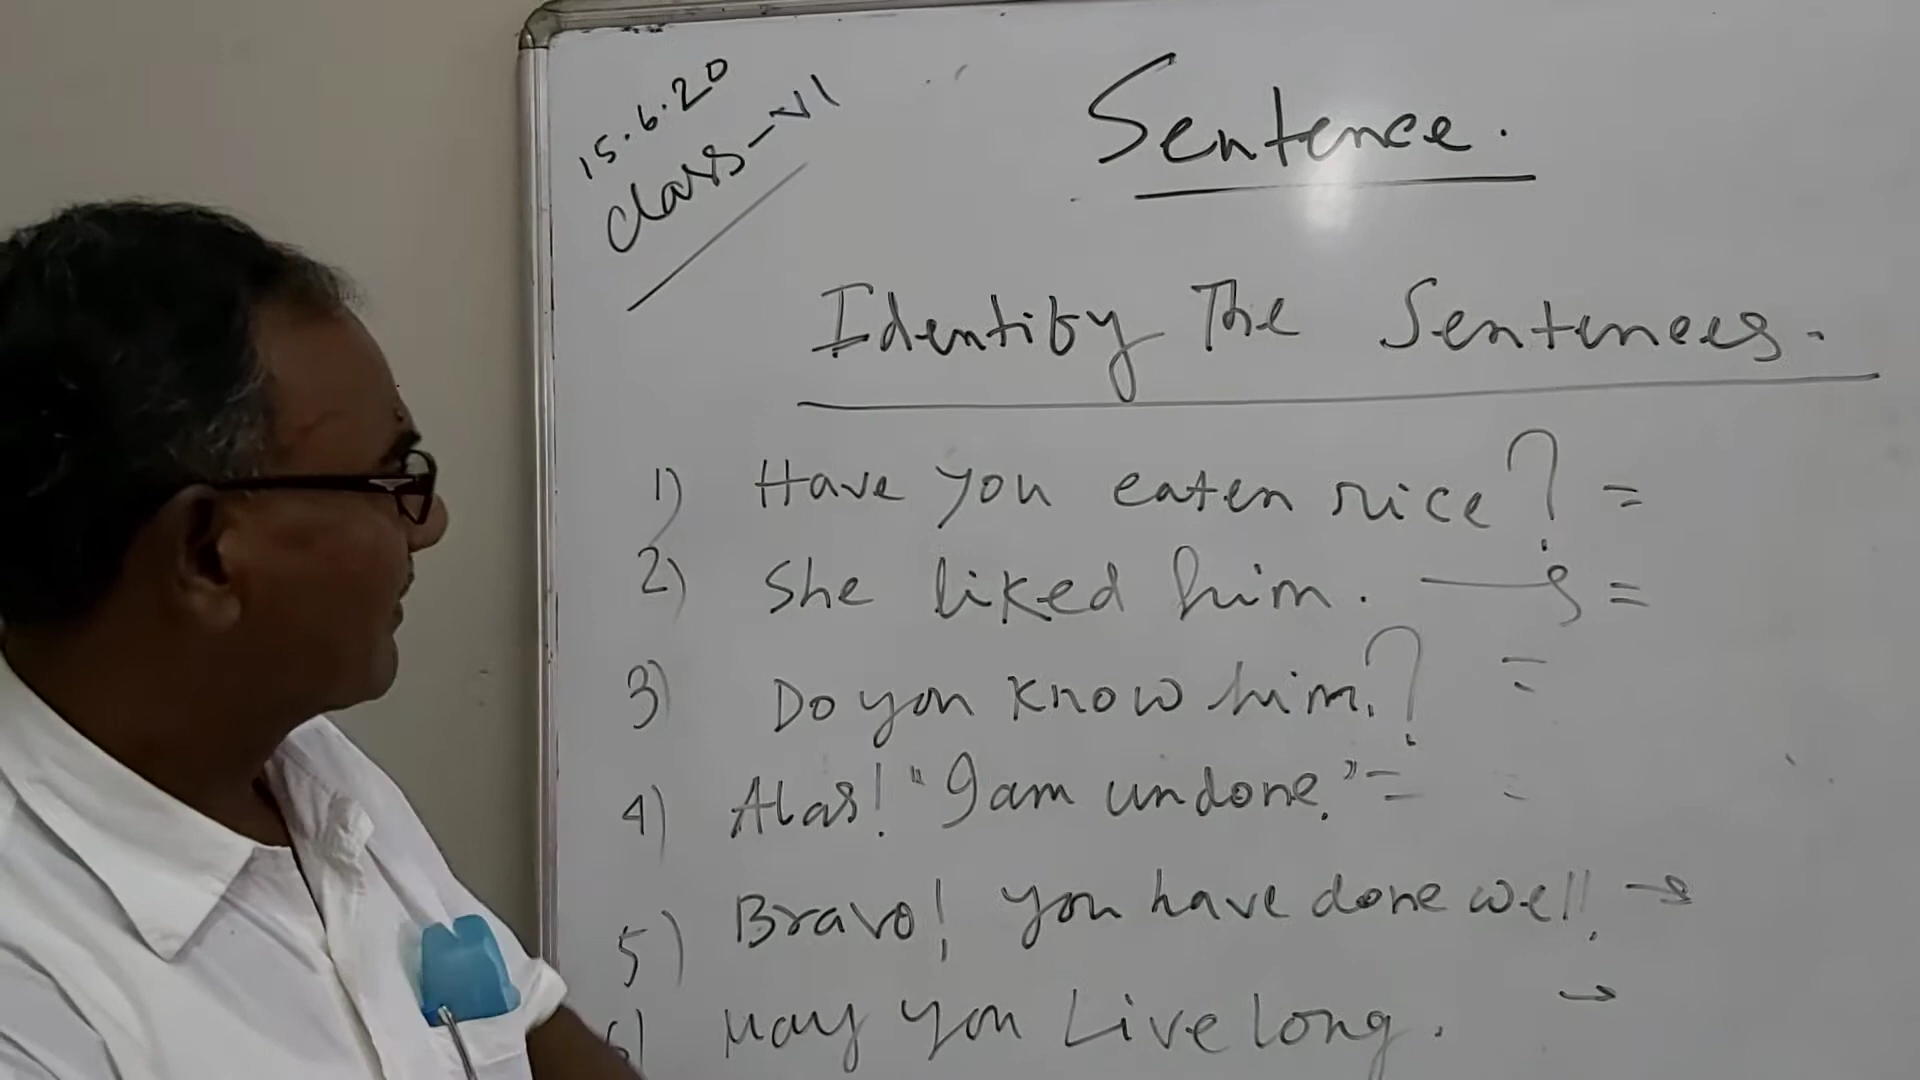 15.6.20
Class-VI
Sentence.
Identify The Sentences.
1) Have you eaten rice? =
2) She liked him. =
3) Do you know him.? =
4) Alas! "I am undone." =
5) Bravo! You have done well. →
6) May you Live long. →